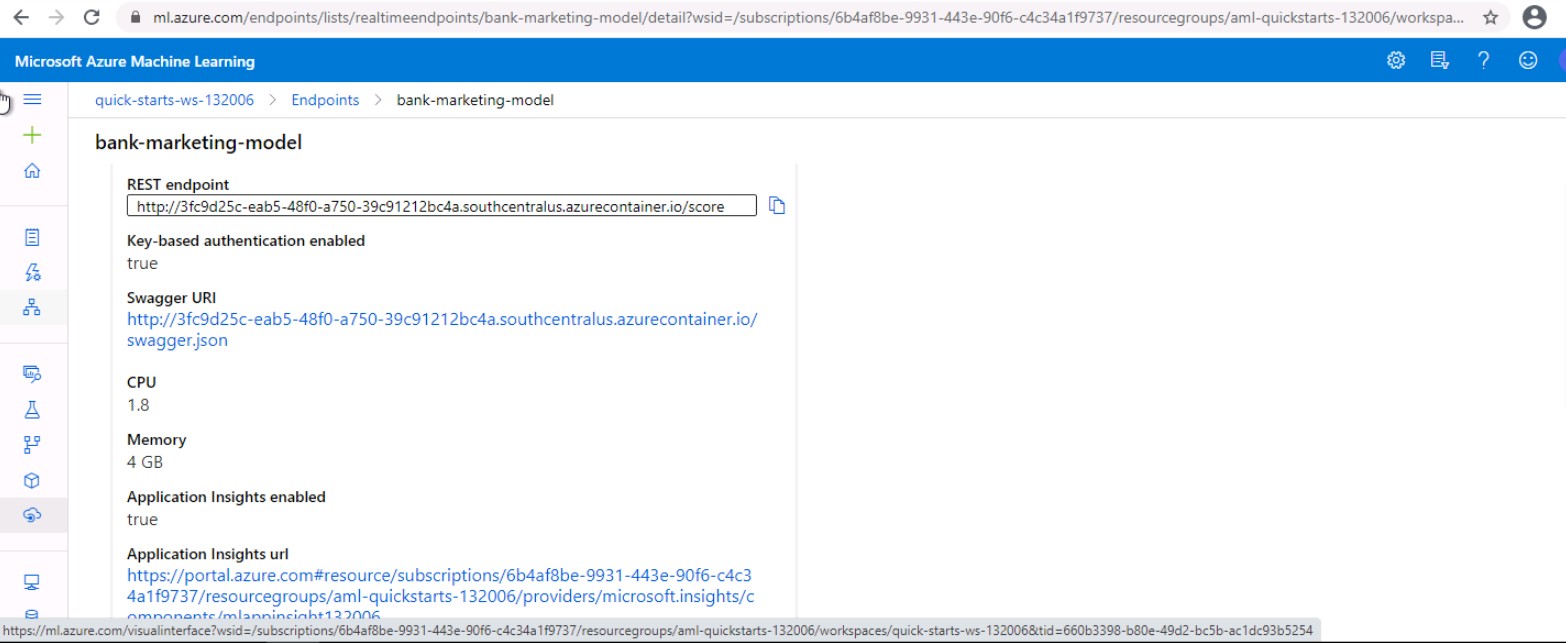 ml.azure.com/endpoints/lists/realtimeendpoints/bank-marketing-model/detail?wsid=/subscriptions/6b4af8be-9931-443e-90f6-c4c34a1f9737/resourcegroups/aml-quickstarts-132006/workspa...
Microsoft Azure Machine Learning
quick-starts-ws-132006 > Endpoints > bank-marketing-model
bank-marketing-model
REST endpoint
http://3fc9d25c-eab5-48f0-a750-39c91212bc4a.southcentralus.azurecontainer.io/score
Key-based authentication enabled
true
Swagger URI
http://3fc9d25c-eab5-48f0-a750-39c91212bc4a.southcentralus.azurecontainer.io/
swagger.json
CPU
1.8
Memory
4 GB
Application Insights enabled
true
Application Insights url
https://portal.azure.com#resource/subscriptions/6b4af8be-9931-443e-90f6-c4c3
4a1f9737/resourcegroups/aml-quickstarts-132006/providers/microsoft.insights/c
omponents/mlappinsight132006
https://ml.azure.com/visualinterface?wsid=/subscriptions/6b4af8be-9931-443e-90f6-c4c34a1f9737/resourcegroups/aml-quickstarts-132006/workspaces/quick-starts-ws-132006&tid=660b3398-b80e-49d2-bc5b-ac1dc93b5254